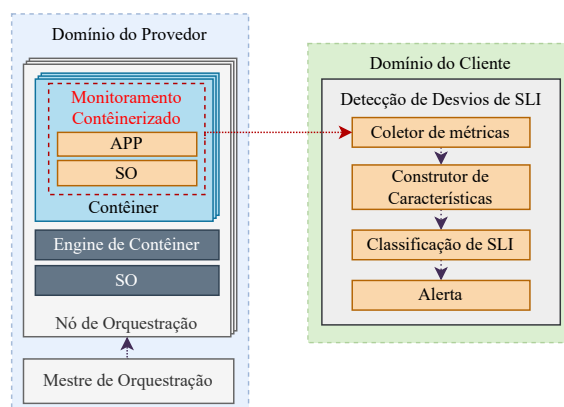 Domínio do Provedor
Monitoramento
Contêinerizado
APP
SO
Contêiner
Engine de Contêiner
SO
Nó de Orquestração
Mestre de Orquestração
Domínio do Cliente
Detecção de Desvios de SLI
Coletor de métricas
Construtor de
Características
Classificação de SLI
Alerta